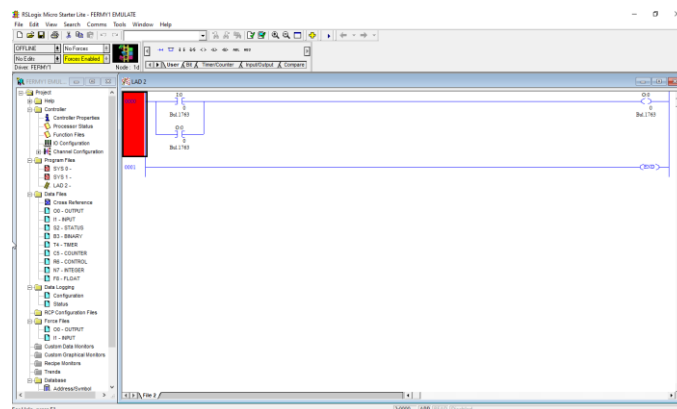 RSLogix Micro Starter Lite - FERMY1 EMULATE
File Edit View Search Comms Tools Window Help
OFFLINE No Forces
No Edits Forces Enabled
Driver: FERMY1 Node: 1d
User Bit Timer/Counter Input/Output Compare
LAD 2
Project
Help
Controller
Controller Properties
Processor Status
Function Files
IO Configuration
Channel Configuration
Program Files
SYS 0 -
SYS 1 -
LAD 2 -
Data Files
Cross Reference
O0 - OUTPUT
I1 - INPUT
S2 - STATUS
B3 - BINARY
T4 - TIMER
C5 - COUNTER
R6 - CONTROL
N7 - INTEGER
F8 - FLOAT
Data Logging
Configuration
Status
RCP Configuration Files
Force Files
O0 - OUTPUT
I1 - INPUT
Custom Data Monitors
Custom Graphical Monitors
Recipe Monitors
Trends
Database
Address/Symbol
I:0
0
Bul.1763
O:0
0
Bul.1763
O:0
0
Bul.1763
0001
END
File 2